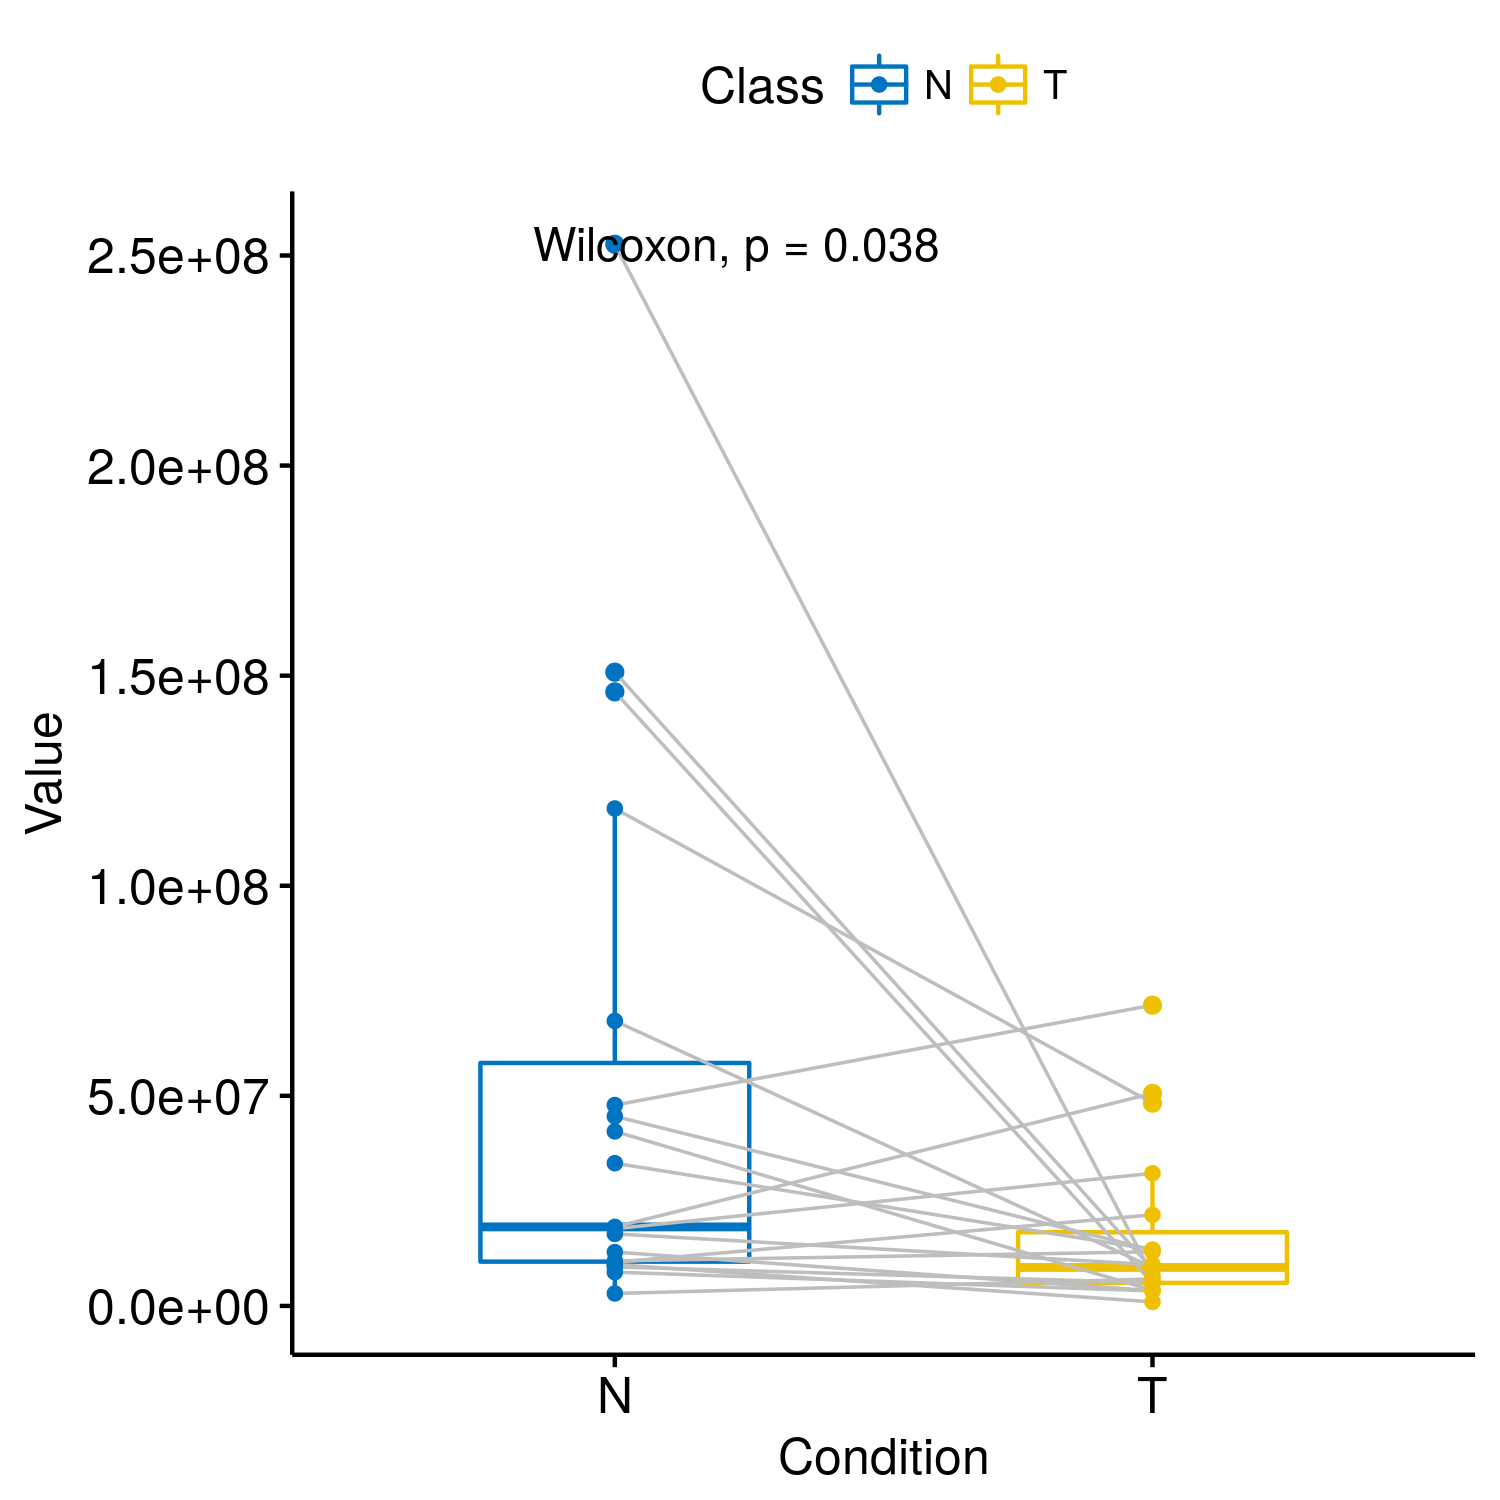 Class N T
Wilcoxon, p = 0.038
2.5e+08
2.0e+08
1.5e+08
1.0e+08
5.0e+07
0.0e+00
Value
N T
Condition